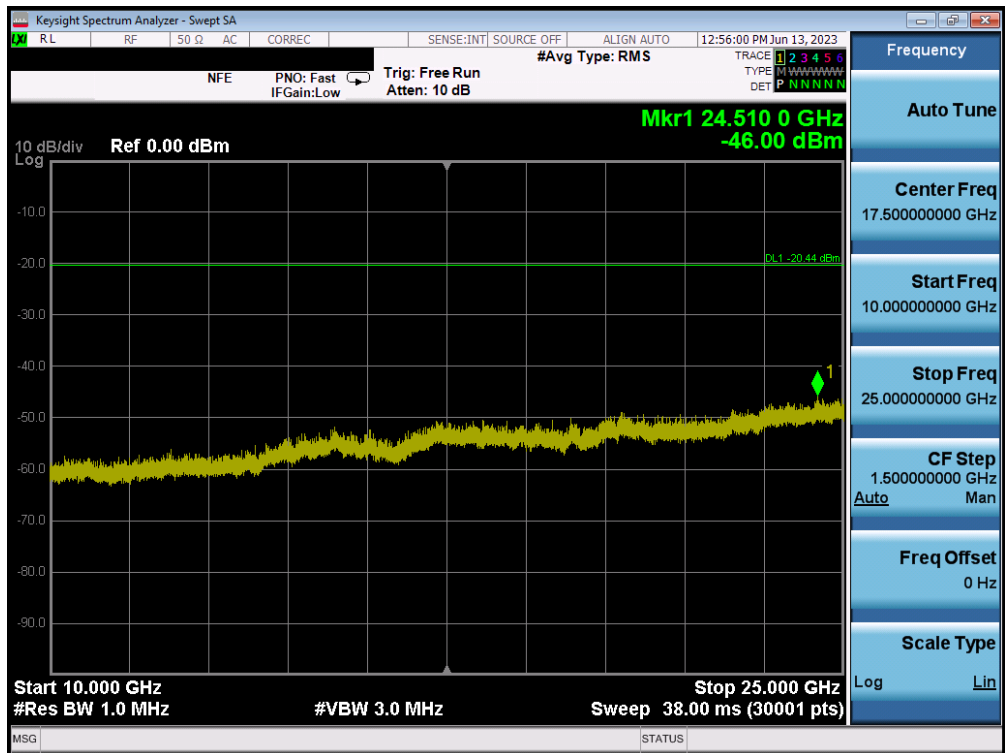 Keysight Spectrum Analyzer - Swept SA
LXI RL RF 50 Ω AC CORREC SENSE:INT SOURCE OFF ALIGN AUTO 12:56:00 PM Jun 13, 2023
#Avg Type: RMS TRACE 1 2 3 4 5 6
NFE PNO: Fast Trig: Free Run TYPE M WWWWW
IFGain:Low Atten: 10 dB DET P N N N N N
Mkr1 24.510 0 GHz
-46.00 dBm
10 dB/div Ref 0.00 dBm
Log
-10.0
-20.0
DL1 -20.44 dBm
-30.0
-40.0
1
-50.0
-60.0
-70.0
-80.0
-90.0
Start 10.000 GHz Stop 25.000 GHz
#Res BW 1.0 MHz #VBW 3.0 MHz Sweep 38.00 ms (30001 pts)
MSG STATUS
Frequency
Auto Tune
Center Freq
17.500000000 GHz
Start Freq
10.000000000 GHz
Stop Freq
25.000000000 GHz
CF Step
1.500000000 GHz
Auto Man
Freq Offset
0 Hz
Scale Type
Log Lin